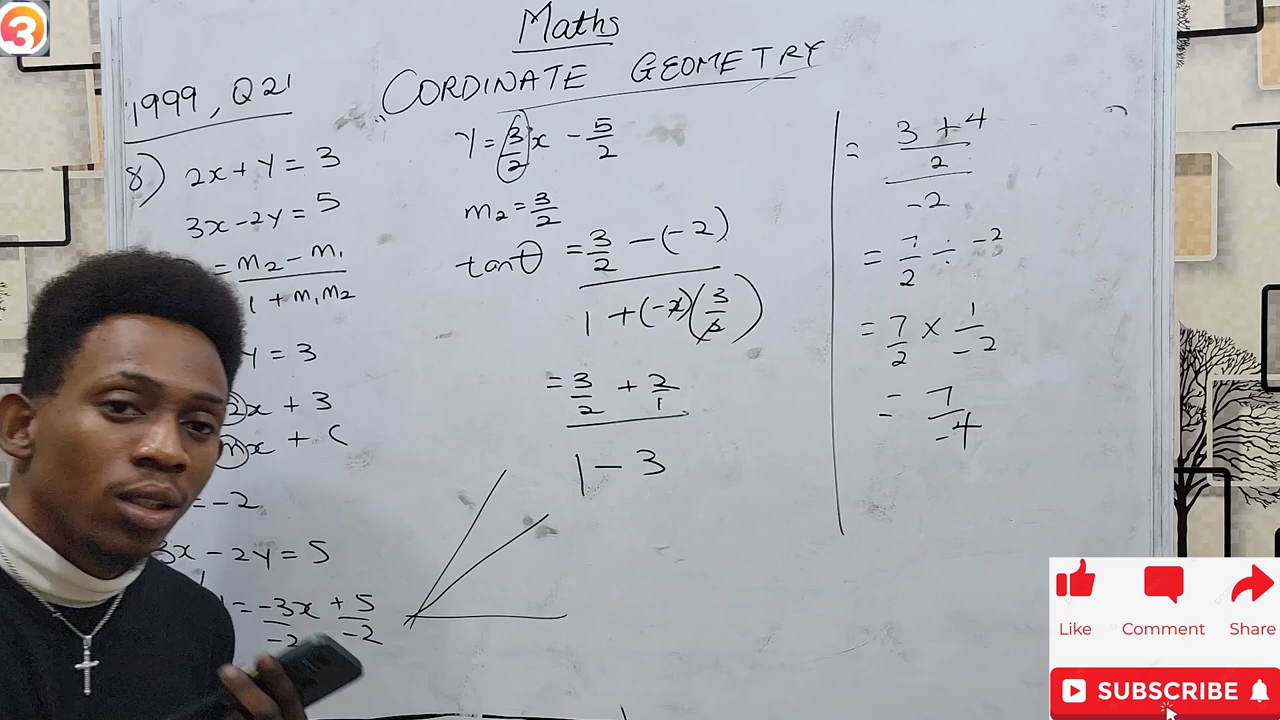 3
Maths
CORDINATE GEOMETRY
1999, Q21
8) 2x + y = 3
3x - 2y = 5
= m2 - m1
1 + m1m2
y = 3
2x + 3
mx + c
= -2
3x - 2y = 5
= -3x + 5
-2 -2
y = 3/2 x - 5/2
m2 = 3/2
tanθ = 3/2 - (-2)
1 + (-2)(3/2)
= 3/2 + 2/1
1 - 3
= 3 + 4
2
-2
= 7/2 ÷ -2
= 7/2 × 1/-2
= 7/-4
Like Comment Share
SUBSCRIBE